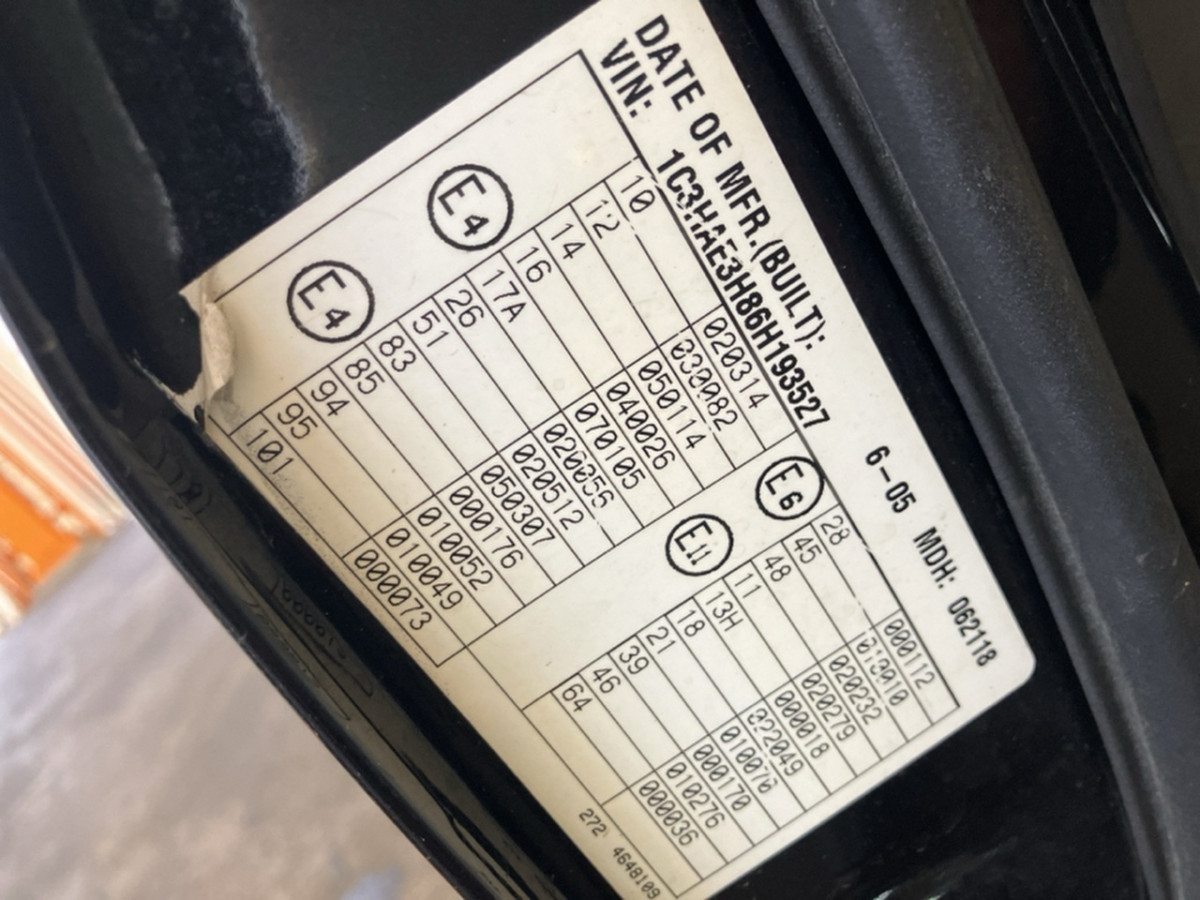 DATE OF MFR.(BUILT): 6-05 MDH: 062118
VIN: 1C3HAE3H86H193527
E4
10 020314
12 030082
14 050114
16 040026
17A 070105
26 020056
E4
51 020512
83 050307
85 000176
94 010052
95 010049
101 000073
E6
28 000112
45 010010
48 020232
E11
11 020279
13H 000018
18 022049
21 010076
39 000170
46 010276
64 000036
272 4648109